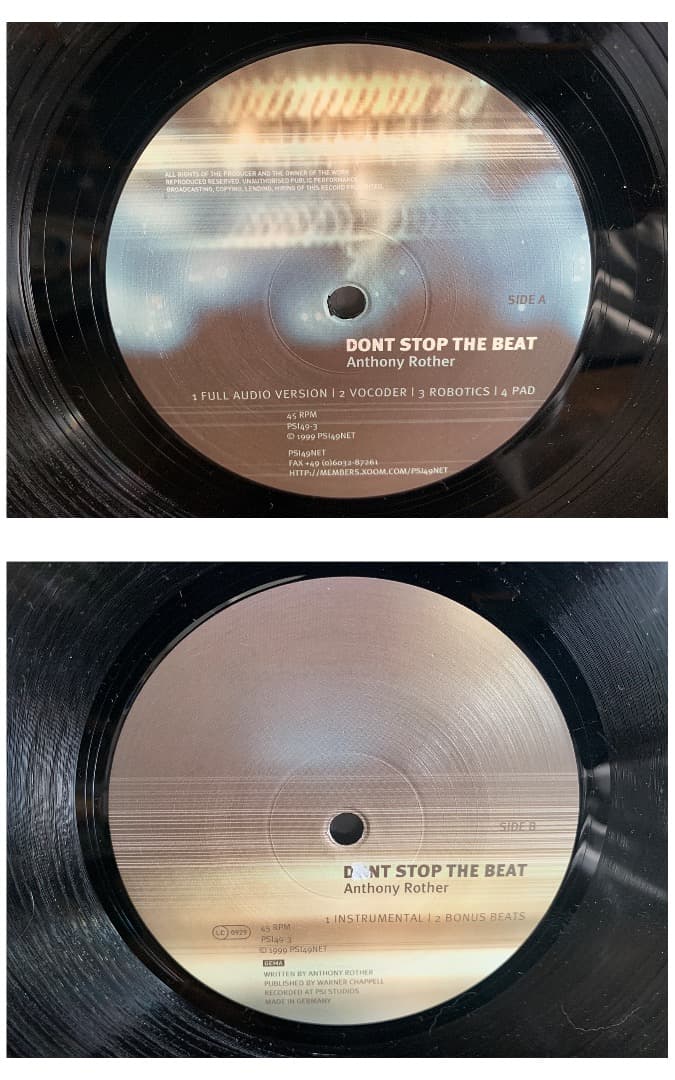 ALL RIGHTS OF THE PRODUCER AND THE OWNER OF THE WORK
REPRODUCED RESERVED. UNAUTHORISED PUBLIC PERFORMANCE
BROADCASTING, COPYING, LENDING, HIRING OF THIS RECORD PROHIBITED.
SIDE A
DONT STOP THE BEAT
Anthony Rother
1 FULL AUDIO VERSION | 2 VOCODER | 3 ROBOTICS | 4 PAD
45 RPM
PSI49-3
© 1999 PSI49NET
PSI49NET
FAX +49 (0)6032-87261
HTTP://MEMBERS.XOOM.COM/PSI49NET
SIDE B
DONT STOP THE BEAT
Anthony Rother
1 INSTRUMENTAL | 2 BONUS BEATS
LC 0929
45 RPM
PSI49-3
© 1999 PSI49NET
GEMA
WRITTEN BY ANTHONY ROTHER
PUBLISHED BY WARNER CHAPPELL
RECORDED AT PSI STUDIOS
MADE IN GERMANY